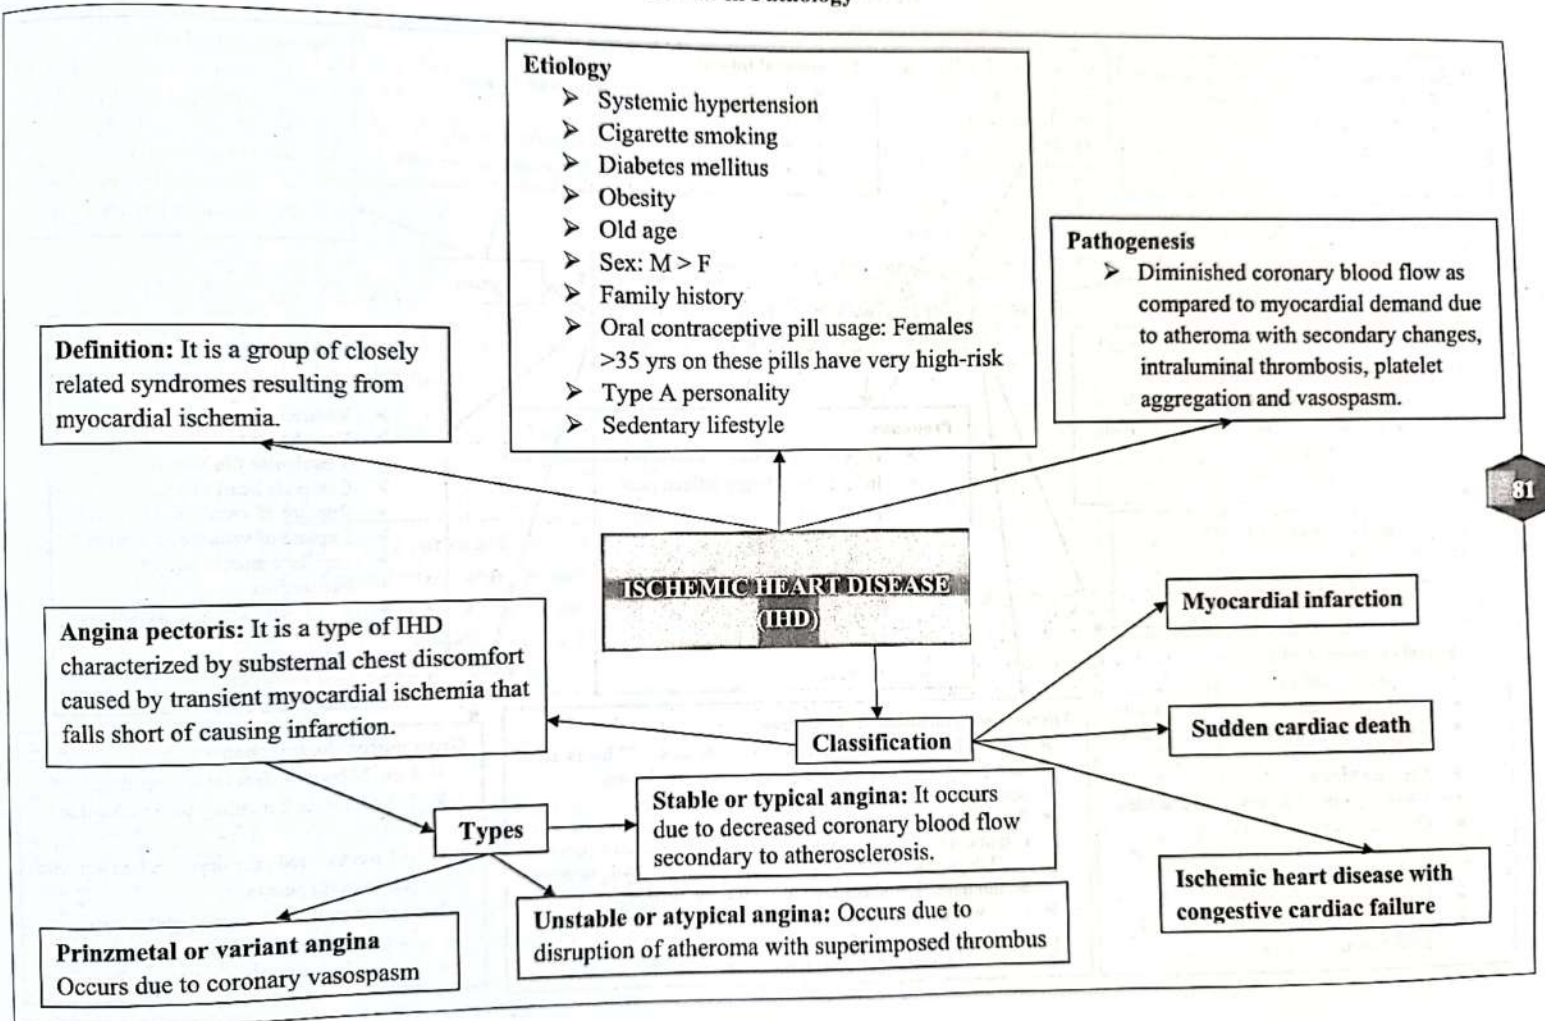 in Pathology
Etiology
➤ Systemic hypertension
➤ Cigarette smoking
➤ Diabetes mellitus
➤ Obesity
➤ Old age
➤ Sex: M > F
➤ Family history
➤ Oral contraceptive pill usage: Females
>35 yrs on these pills have very high-risk
➤ Type A personality
➤ Sedentary lifestyle
Pathogenesis
➤ Diminished coronary blood flow as
compared to myocardial demand due
to atheroma with secondary changes,
intraluminal thrombosis, platelet
aggregation and vasospasm.
Definition: It is a group of closely
related syndromes resulting from
myocardial ischemia.
81
ISCHEMIC HEART DISEASE
(IHD)
Angina pectoris: It is a type of IHD
characterized by substernal chest discomfort
caused by transient myocardial ischemia that
falls short of causing infarction.
Classification
Myocardial infarction
Sudden cardiac death
Ischemic heart disease with
congestive cardiac failure
Types
Stable or typical angina: It occurs
due to decreased coronary blood flow
secondary to atherosclerosis.
Unstable or atypical angina: Occurs due to
disruption of atheroma with superimposed thrombus
Prinzmetal or variant angina
Occurs due to coronary vasospasm